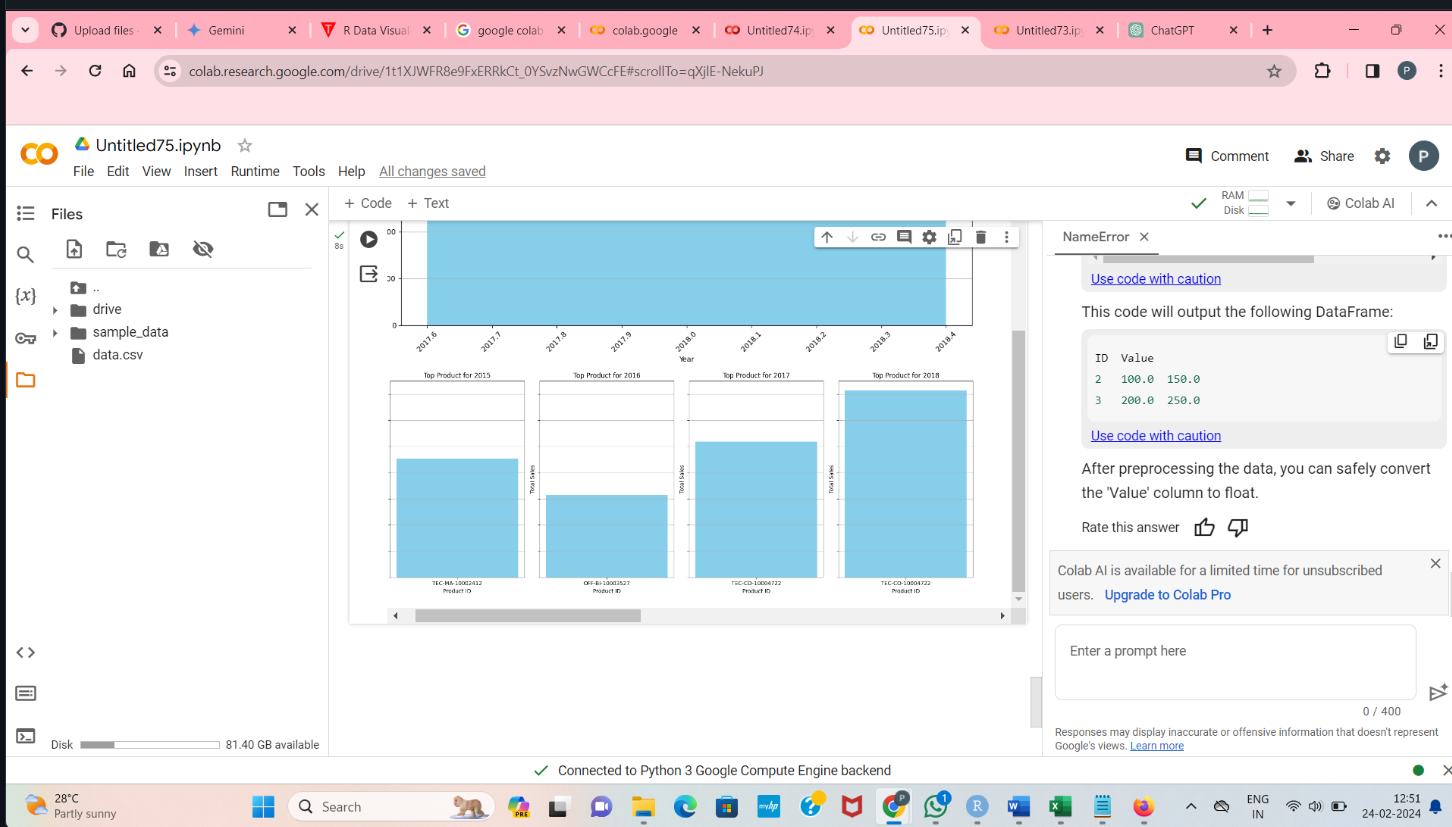 Upload files
Gemini
R Data Visual
google colab
colab.google
Untitled74.ip
Untitled75.ip
Untitled73.ip
ChatGPT
colab.research.google.com/drive/1t1XJWFR8e9FxERRkCt_0YSvzNwGWCcFE#scrollTo=qXjlE-NekuPJ
P
Untitled75.ipynb
File Edit View Insert Runtime Tools Help All changes saved
Comment
Share
P
Files
+ Code + Text
RAM
Disk
Colab AI
..
drive
sample_data
data.csv
8s
00
00
0
2017.6 2017.7 2017.8 2017.9 2018.0 2018.1 2018.2 2018.3 2018.4
Year
Top Product for 2015
Top Product for 2016
Top Product for 2017
Top Product for 2018
Total Sales
Total Sales
Total Sales
TEC-MA-10002412
OFF-BI-10003527
TEC-CO-10004722
TEC-CO-10004722
Product ID
Product ID
Product ID
Product ID
NameError
Use code with caution
This code will output the following DataFrame:
ID Value
2 100.0 150.0
3 200.0 250.0
Use code with caution
After preprocessing the data, you can safely convert
the 'Value' column to float.
Rate this answer
Colab AI is available for a limited time for unsubscribed
users. Upgrade to Colab Pro
Enter a prompt here
0 / 400
Responses may display inaccurate or offensive information that doesn't represent
Google's views. Learn more
Disk
81.40 GB available
Connected to Python 3 Google Compute Engine backend
28°C
Partly sunny
Search
PRE
myhp
P
1
R
ENG
IN
12:51
24-02-2024